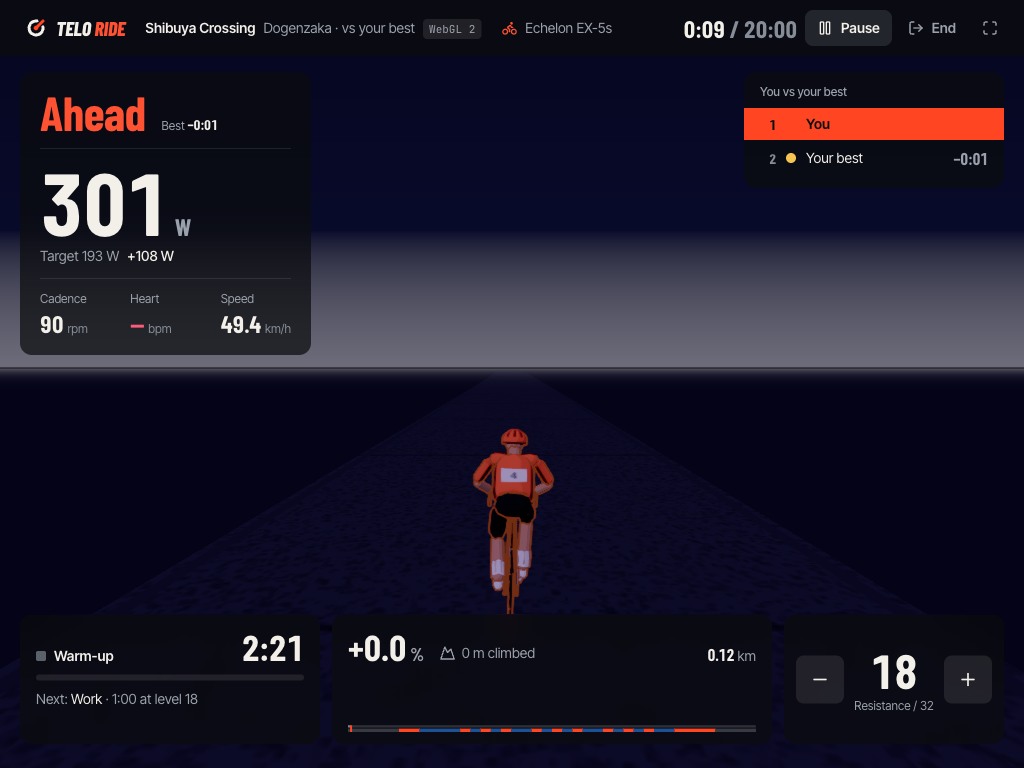 TELO RIDE Shibuya Crossing Dogenzaka · vs your best WebGL 2 Echelon EX-5s 0:09 / 20:00 Pause End
Ahead Best −0:01
301 W
Target 193 W +108 W
Cadence Heart Speed
90 rpm — bpm 49.4 km/h
You vs your best
1 You
2 Your best −0:01
4
Warm-up 2:21
Next: Work · 1:00 at level 18
+0.0 % 0 m climbed 0.12 km
− 18 +
Resistance / 32